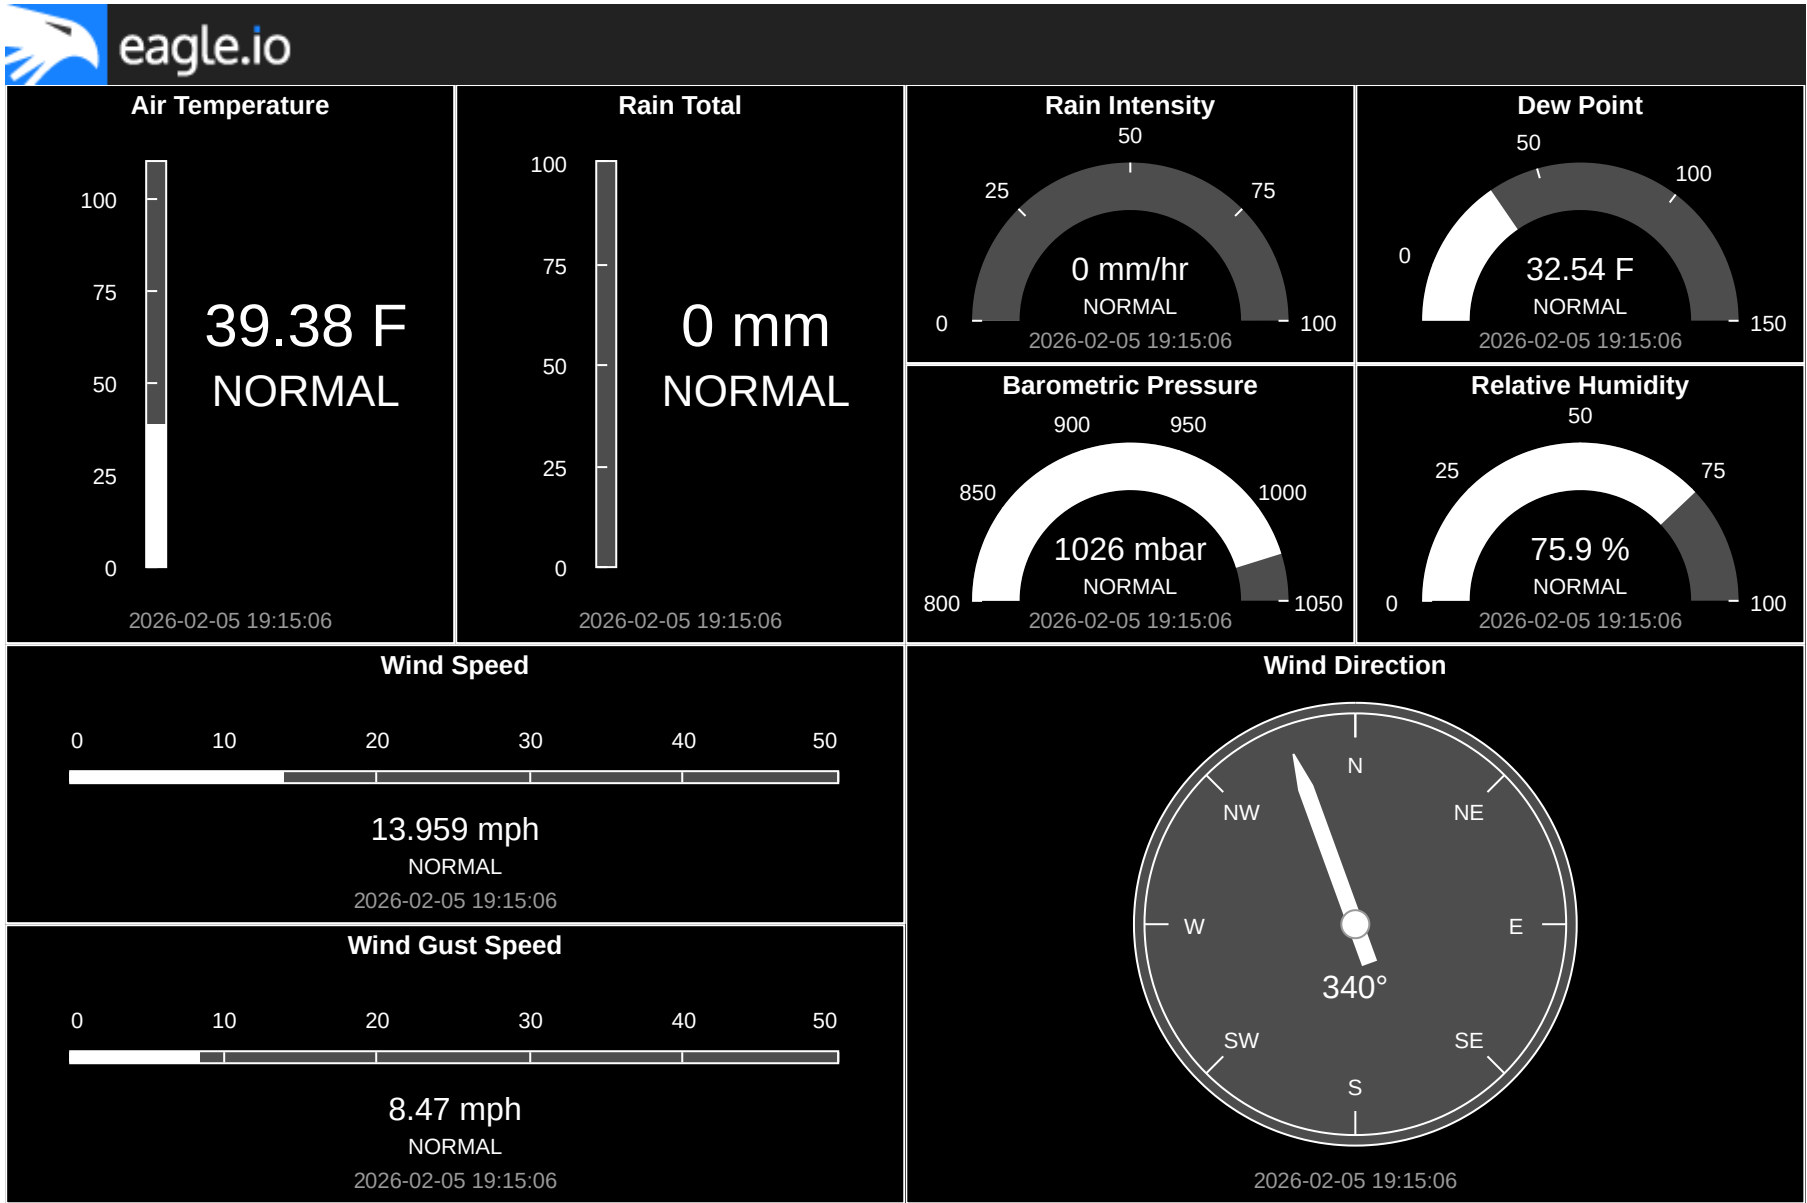 eagle.io
Air Temperature
100
75
50
25
0
39.38 F
NORMAL
2026-02-05 19:15:06
Rain Total
100
75
50
25
0
0 mm
NORMAL
2026-02-05 19:15:06
Rain Intensity
0
25
50
75
100
0 mm/hr
NORMAL
2026-02-05 19:15:06
Dew Point
0
50
100
150
32.54 F
NORMAL
2026-02-05 19:15:06
Barometric Pressure
800
850
900
950
1000
1050
1026 mbar
NORMAL
2026-02-05 19:15:06
Relative Humidity
0
25
50
75
100
75.9 %
NORMAL
2026-02-05 19:15:06
Wind Speed
0 10 20 30 40 50
13.959 mph
NORMAL
2026-02-05 19:15:06
Wind Gust Speed
0 10 20 30 40 50
8.47 mph
NORMAL
2026-02-05 19:15:06
Wind Direction
N
NW NE
W E
340°
SW SE
S
2026-02-05 19:15:06